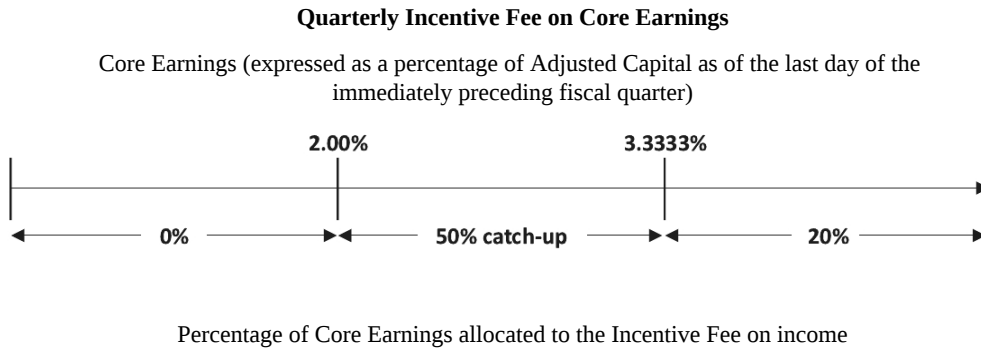 Quarterly Incentive Fee on Core Earnings
Core Earnings (expressed as a percentage of Adjusted Capital as of the last day of the
immediately preceding fiscal quarter)
2.00% 3.3333%
0% 50% catch-up 20%
Percentage of Core Earnings allocated to the Incentive Fee on income